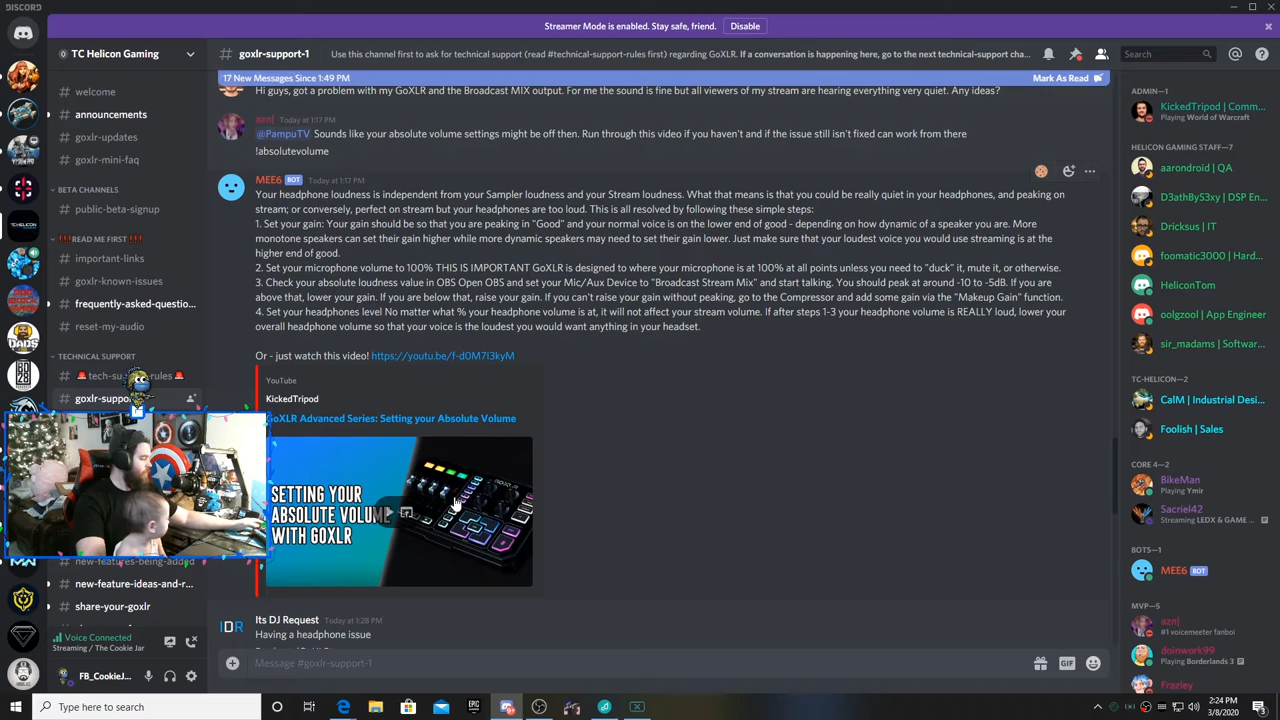 DISCORD
Streamer Mode is enabled. Stay safe, friend.
Disable
TC Helicon Gaming
# goxlr-support-1
Use this channel first to ask for technical support (read #technical-support-rules first) regarding GoXLR. If a conversation is happening here, go to the next technical-support cha...
Search
17 New Messages Since 1:49 PM
Mark As Read
# welcome
# announcements
# goxlr-updates
# goxlr-mini-faq
BETA CHANNELS
# public-beta-signup
READ ME FIRST
# important-links
# goxlr-known-issues
# frequently-asked-questio...
# reset-my-audio
TECHNICAL SUPPORT
# goxlr-suppo
new-features-being-added
# new-feature-ideas-and-r...
# share-your-goxlr
Voice Connected
Streaming / The Cookie Jar
FB_CookieJ...
Hi guys, got a problem with my GoXLR and the Broadcast MIX output. For me the sound is fine but all viewers of my stream are hearing everything very quiet. Any ideas?
aznj Today at 1:17 PM
@PampuTV Sounds like your absolute volume settings might be off then. Run through this video if you haven't and if the issue still isn't fixed can work from there
!absolutevolume
MEE6 BOT Today at 1:17 PM
Your headphone loudness is independent from your Sampler loudness and your Stream loudness. What that means is that you could be really quiet in your headphones, and peaking on
stream; or conversely, perfect on stream but your headphones are too loud. This is all resolved by following these simple steps:
1. Set your gain: Your gain should be so that you are peaking in "Good" and your normal voice is on the lower end of good - depending on how dynamic of a speaker you are. More
monotone speakers can set their gain higher while more dynamic speakers may need to set their gain lower. Just make sure that your loudest voice you would use streaming is at the
higher end of good.
2. Set your microphone volume to 100% THIS IS IMPORTANT GoXLR is designed to where your microphone is at 100% at all points unless you need to "duck" it, mute it, or otherwise.
3. Check your absolute loudness value in OBS Open OBS and set your Mic/Aux Device to "Broadcast Stream Mix" and start talking. You should peak at around -10 to -5dB. If you are
above that, lower your gain. If you are below that, raise your gain. If you can't raise your gain without peaking, go to the Compressor and add some gain via the "Makeup Gain" function.
4. Set your headphones level No matter what % your headphone volume is at, it will not affect your stream volume. If after steps 1-3 your headphone volume is REALLY loud, lower your
overall headphone volume so that your voice is the loudest you would want anything in your headset.
Or - just watch this video! https://youtu.be/f-d0M7I3kyM
YouTube
KickedTripod
GoXLR Advanced Series: Setting your Absolute Volume
SETTING YOUR
ABSOLUTE VOLUME
WITH GOXLR
Its DJ Request Today at 1:28 PM
Having a headphone issue
Message #goxlr-support-1
GIF
ADMIN—1
KickedTripod | Comm...
Playing World of Warcraft
HELICON GAMING STAFF—7
aarondroid | QA
D3athByS3xy | DSP En...
Dricksus | IT
foomatic3000 | Hard...
HeliconTom
oolgzool | App Engineer
sir_madams | Softwar...
TC-HELICON—2
CalM | Industrial Desi...
Foolish | Sales
CORE 4—2
BikeMan
Playing Ymir
Sacriel42
Streaming LEDX & GAME ...
BOTS—1
MEE6 BOT
MVP—5
aznj
#1 voicemeeter fanboi
doinwork99
Playing Borderlands 3
Frazley
Type here to search
2:24 PM
3/8/2020